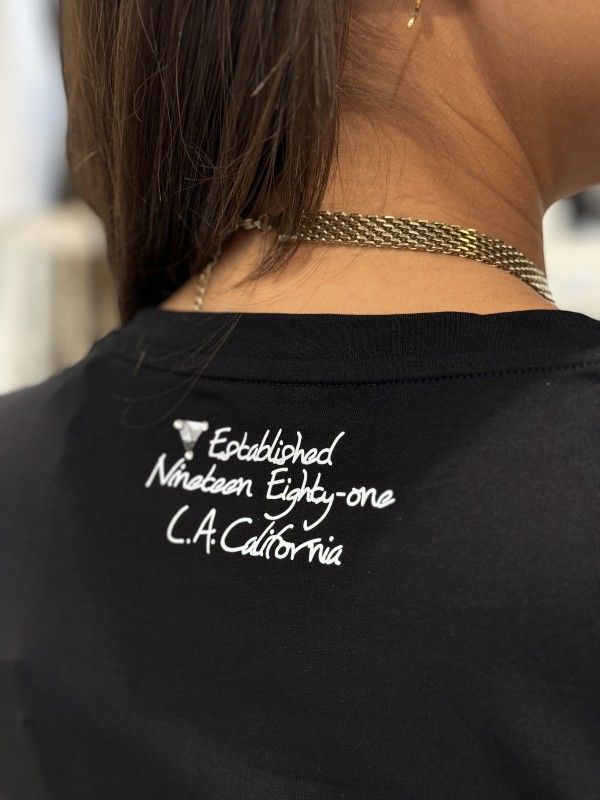 Established
Nineteen Eighty-one
L.A. California